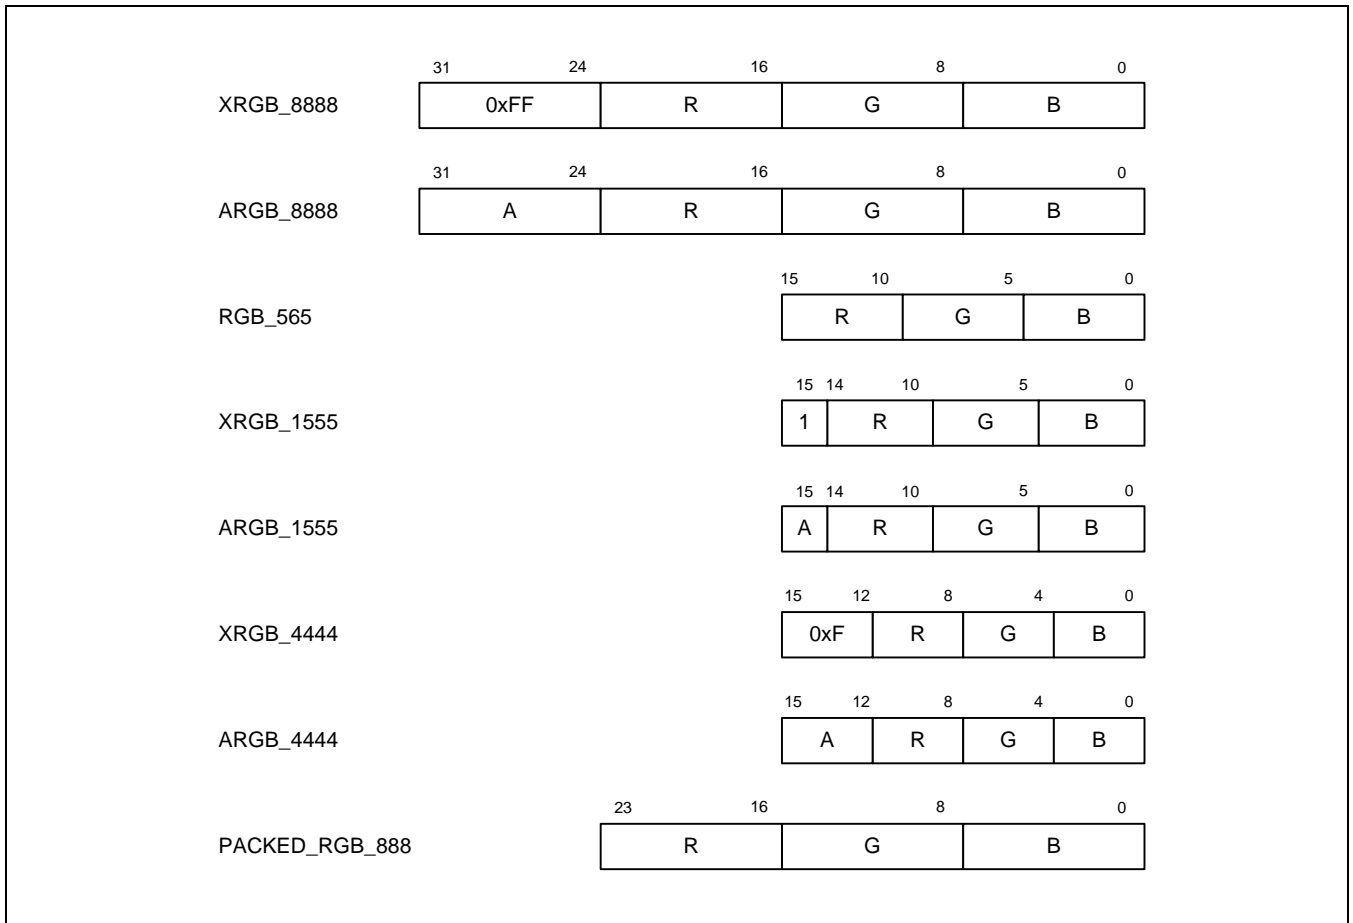 31 24 16 8 0
XRGB_8888 0xFF R G B
31 24 16 8 0
ARGB_8888 A R G B
15 10 5 0
RGB_565 R G B
15 14 10 5 0
XRGB_1555 1 R G B
15 14 10 5 0
ARGB_1555 A R G B
15 12 8 4 0
XRGB_4444 0xF R G B
15 12 8 4 0
ARGB_4444 A R G B
23 16 8 0
PACKED_RGB_888 R G B